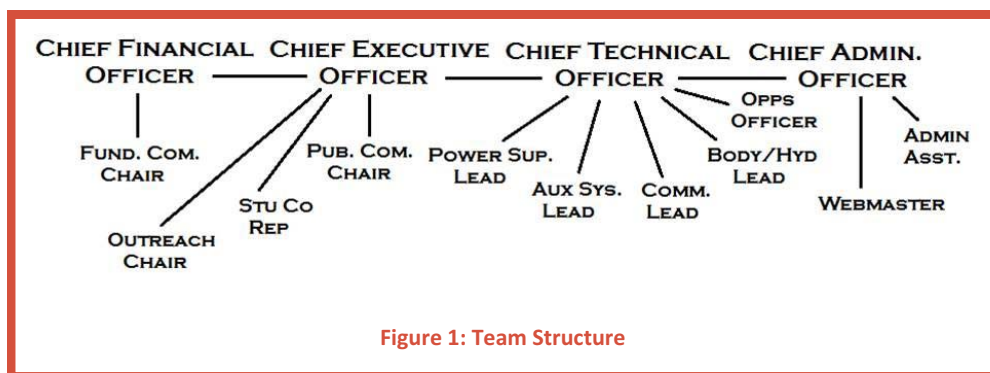 CHIEF FINANCIAL OFFICER
CHIEF EXECUTIVE OFFICER
CHIEF TECHNICAL OFFICER
CHIEF ADMIN. OFFICER
FUND. COM. CHAIR
OUTREACH CHAIR
STU CO REP
PUB. COM. CHAIR
POWER SUP. LEAD
AUX SYS. LEAD
COMM. LEAD
BODY/HYD LEAD
OPPS OFFICER
WEBMASTER
ADMIN ASST.
Figure 1: Team Structure